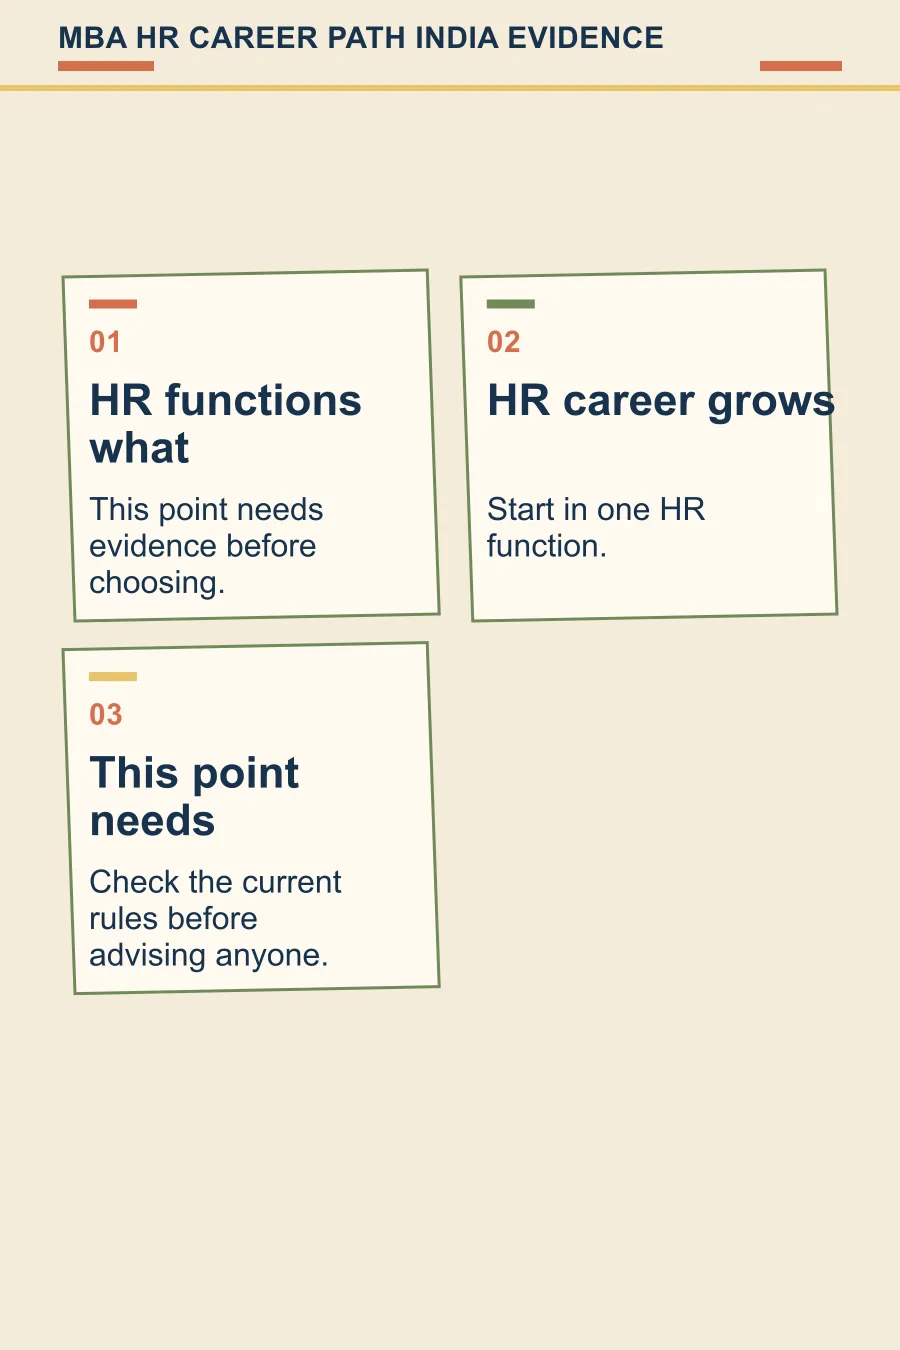 MBA HR CAREER PATH INDIA EVIDENCE
01
HR functions
what
This point needs
evidence before
choosing.
02
HR career grows
Start in one HR
function.
03
This point
needs
Check the current
rules before
advising anyone.